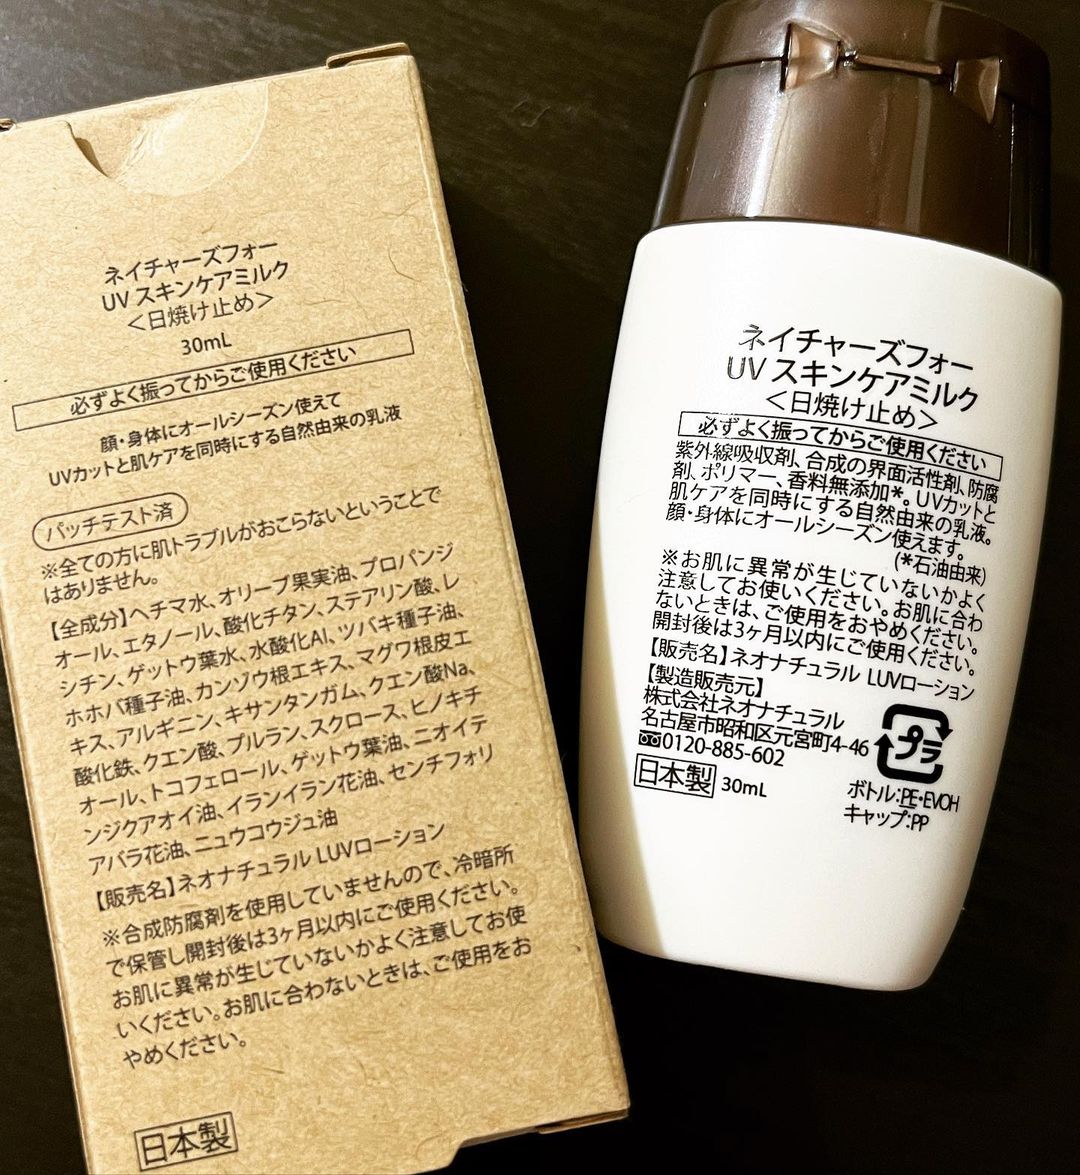 ネイチャーズフォー
UV スキンケアミルク
＜日焼け止め＞
30mL
必ずよく振ってからご使用ください
顔・身体にオールシーズン使えて
UVカットと肌ケアを同時にする自然由来の乳液
パッチテスト済
※全ての方に肌トラブルがおこらないということで
はありません。
【全成分】ヘチマ水、オリーブ果実油、プロパンジ
オール、エタノール、酸化チタン、ステアリン酸、レ
シチン、ゲットウ葉水、水酸化Al、ツバキ種子油、
ホホバ種子油、カンゾウ根エキス、マグワ根皮エ
キス、アルギニン、キサンタンガム、クエン酸Na、
酸化鉄、クエン酸、プルラン、スクロース、ヒノキチ
オール、トコフェロール、ゲットウ葉油、ニオイテ
ンジクアオイ油、イランイラン花油、センチフォリ
アバラ花油、ニュウコウジュ油
【販売名】ネオナチュラル LUVローション
※合成防腐剤を使用していませんので、冷暗所
で保管し開封後は3ヶ月以内にご使用ください。
お肌に異常が生じていないかよく注意してお使
いください。お肌に合わないときは、ご使用をお
やめください。
日本製
ネイチャーズフォー
UV スキンケアミルク
＜日焼け止め＞
必ずよく振ってからご使用ください
紫外線吸収剤、合成の界面活性剤、防腐
剤、ポリマー、香料無添加*。UVカットと
肌ケアを同時にする自然由来の乳液。
顔・身体にオールシーズン使えます。
(*石油由来)
※お肌に異常が生じていないかよく
注意してお使いください。お肌に合わ
ないときは、ご使用をおやめください。
開封後は3ヶ月以内にご使用ください。
【販売名】ネオナチュラル LUVローション
【製造販売元】
株式会社ネオナチュラル
名古屋市昭和区元宮町4-46
0120-885-602
日本製 30mL
プラ
ボトル:PE・EVOH
キャップ:PP